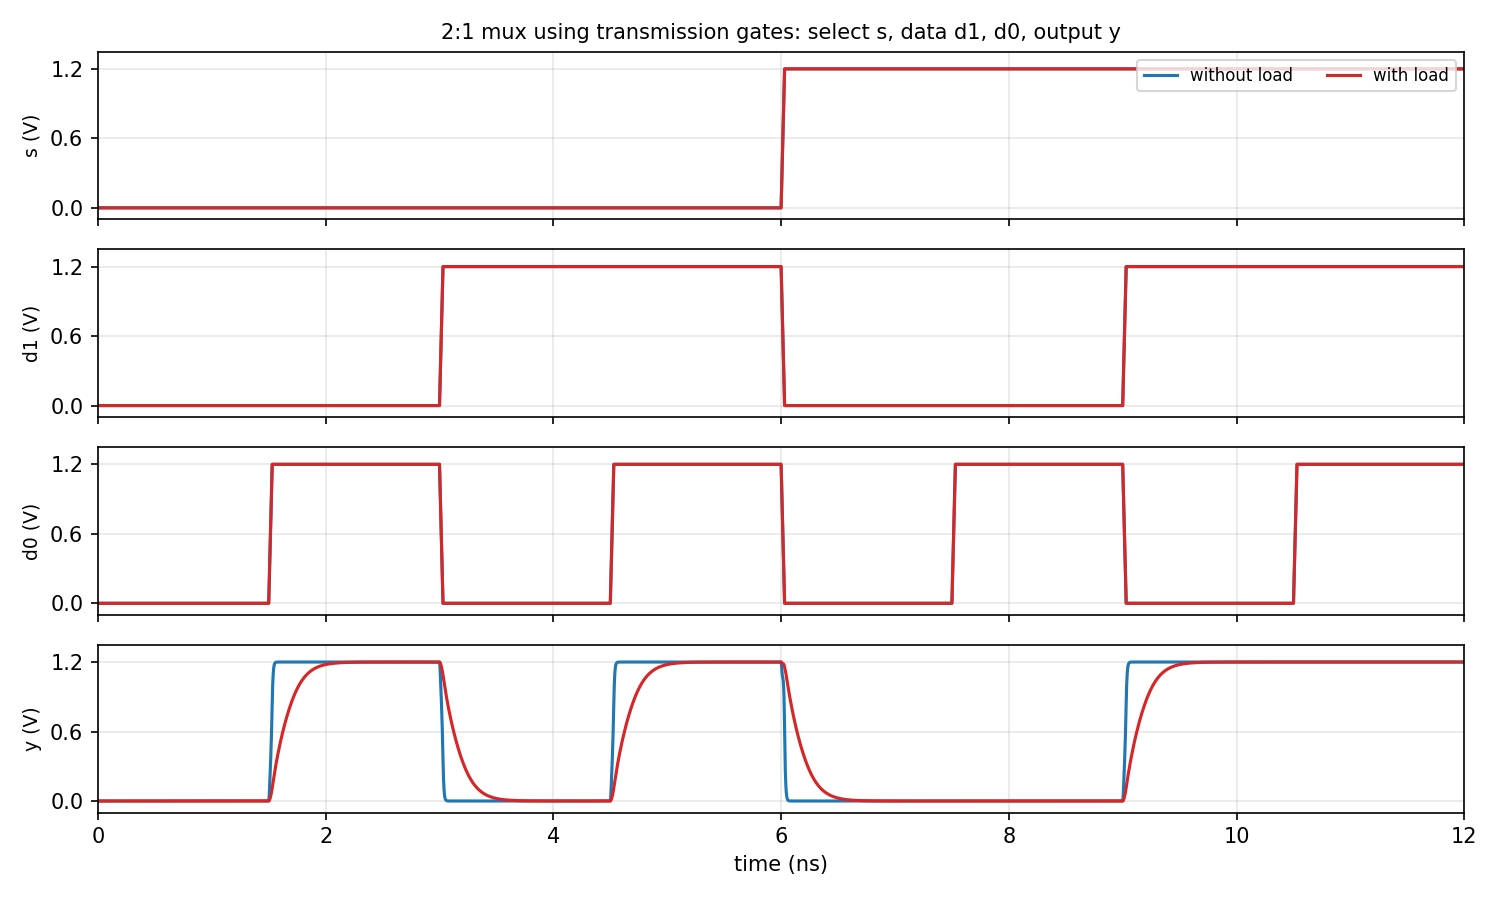 2:1 mux using transmission gates: select s, data d1, d0, output y
without load with load
s (V)
1.2
0.6
0.0
d1 (V)
1.2
0.6
0.0
d0 (V)
1.2
0.6
0.0
y (V)
1.2
0.6
0.0
0 2 4 6 8 10 12
time (ns)